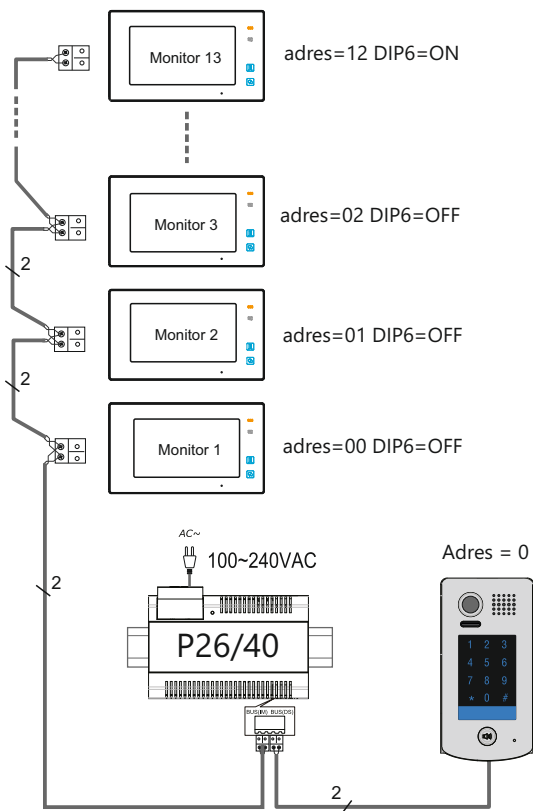 Monitor 13
adres=12 DIP6=ON
Monitor 3
adres=02 DIP6=OFF
2
Monitor 2
adres=01 DIP6=OFF
2
Monitor 1
adres=00 DIP6=OFF
AC~
100~240VAC
Adres = 0
2
P26/40
1 2 3
4 5 6
7 8 9
* 0 #
BUS(IM) BUS(DS)
2